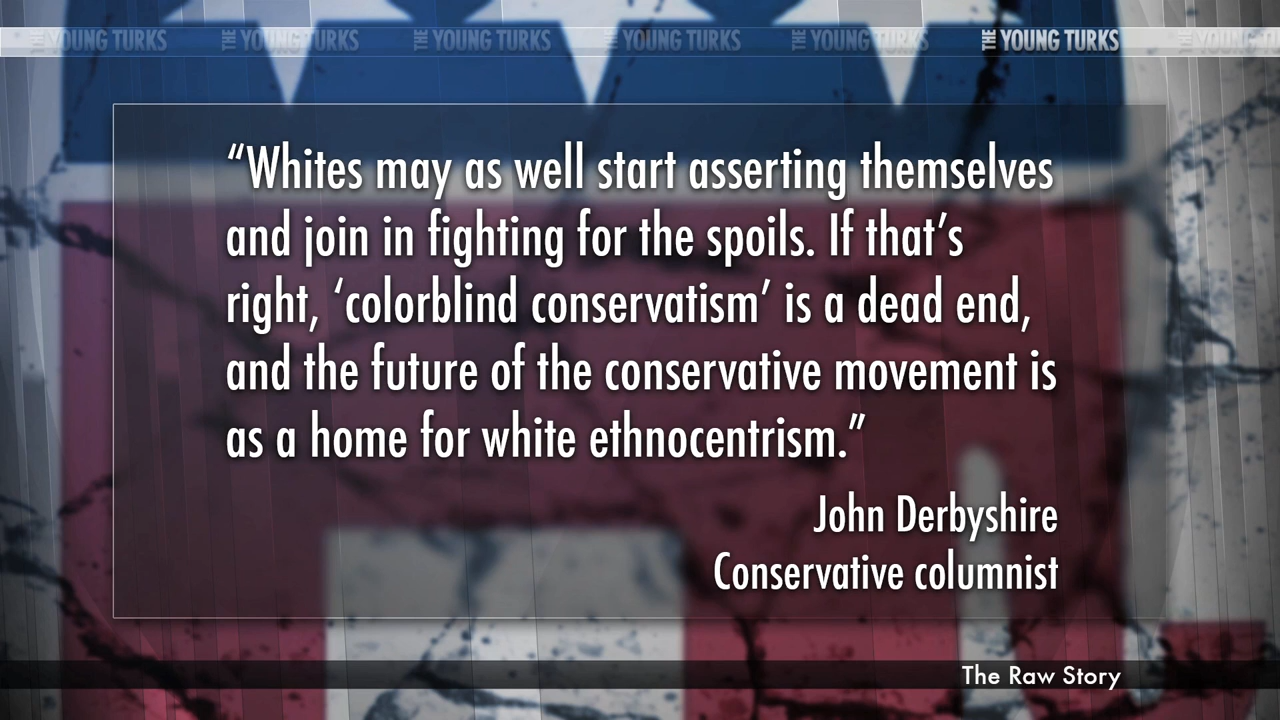 THE YOUNG TURKS THE YOUNG TURKS THE YOUNG TURKS THE YOUNG TURKS THE YOUNG TURKS THE YOUNG TURKS THE YOUNG TU
“Whites may as well start asserting themselves
and join in fighting for the spoils. If that’s
right, ‘colorblind conservatism’ is a dead end,
and the future of the conservative movement is
as a home for white ethnocentrism.”
John Derbyshire
Conservative columnist
The Raw Story